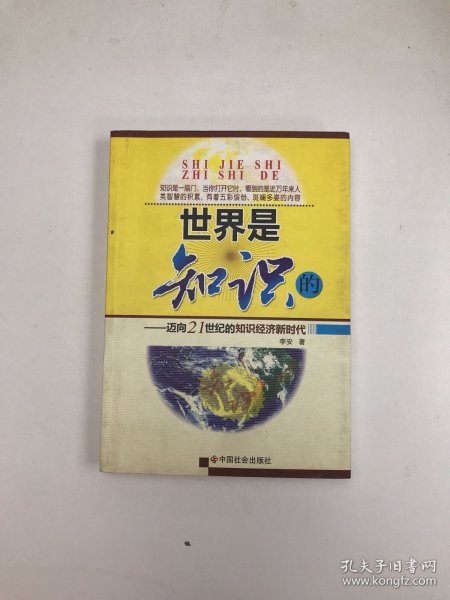 SHI JIE SHI
ZHI SHI DE
知识是一扇门，当你打开它时，看到的是近万年来人
类智慧的积累，有着五彩缤纷、斑斓多姿的内容
世界是
知识的
——迈向21世纪的知识经济新时代
李安 著
中国社会出版社
孔夫子旧书网
www.kongfz.com